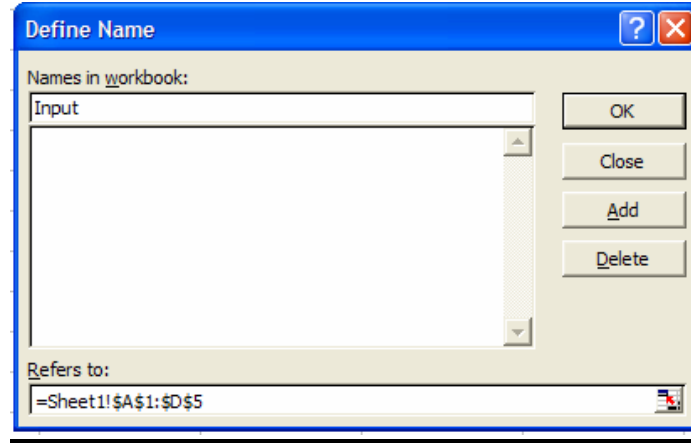 Define Name
Names in workbook:
Input
OK
Close
Add
Delete
Refers to:
=Sheet1!$A$1:$D$5